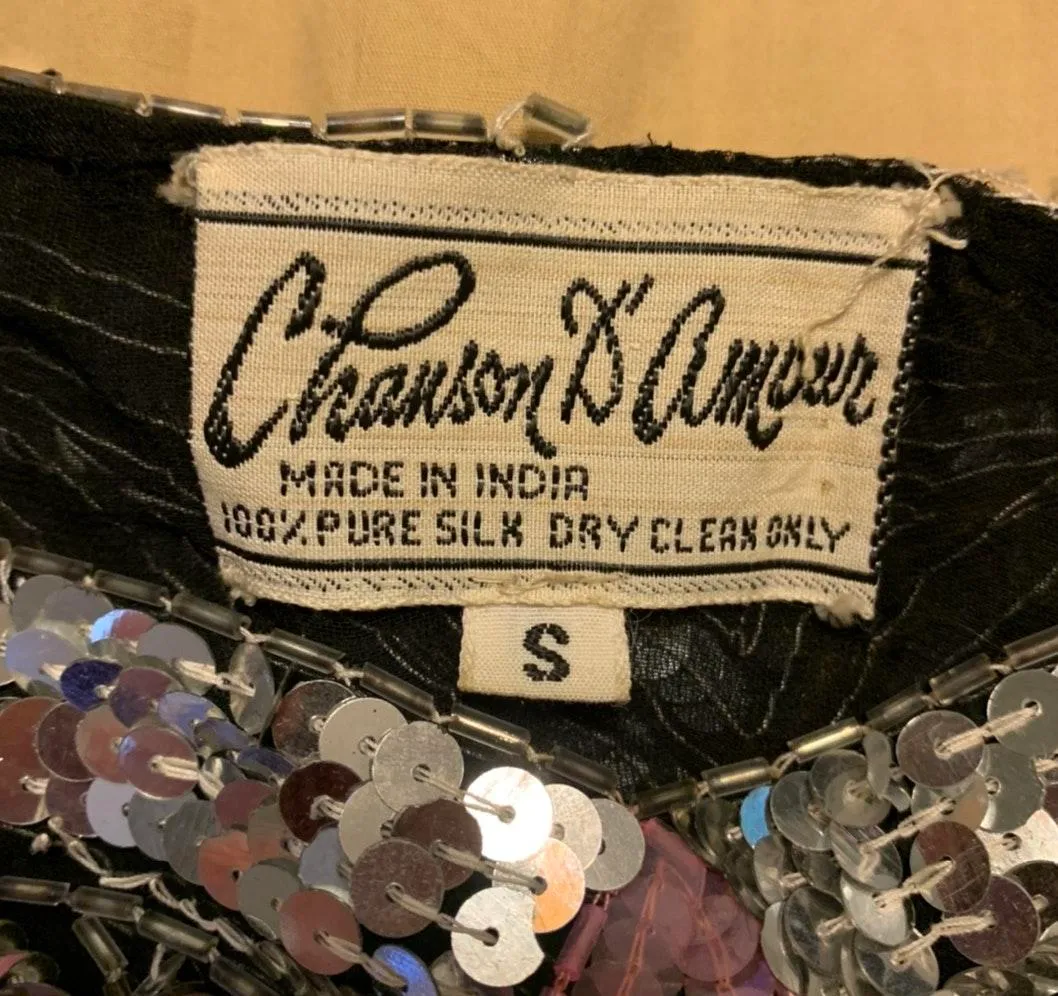 Chanson D'Amour
MADE IN INDIA
100% PURE SILK DRY CLEAN ONLY
S